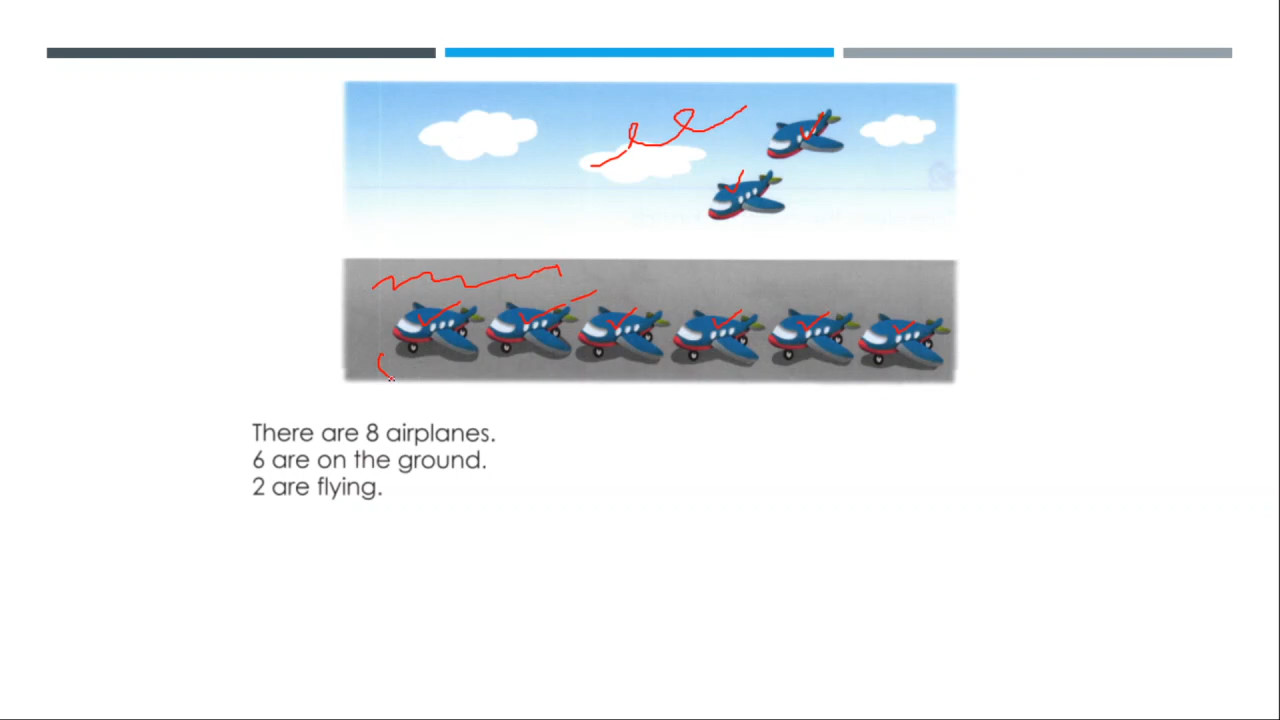 There are 8 airplanes.
6 are on the ground.
2 are flying.